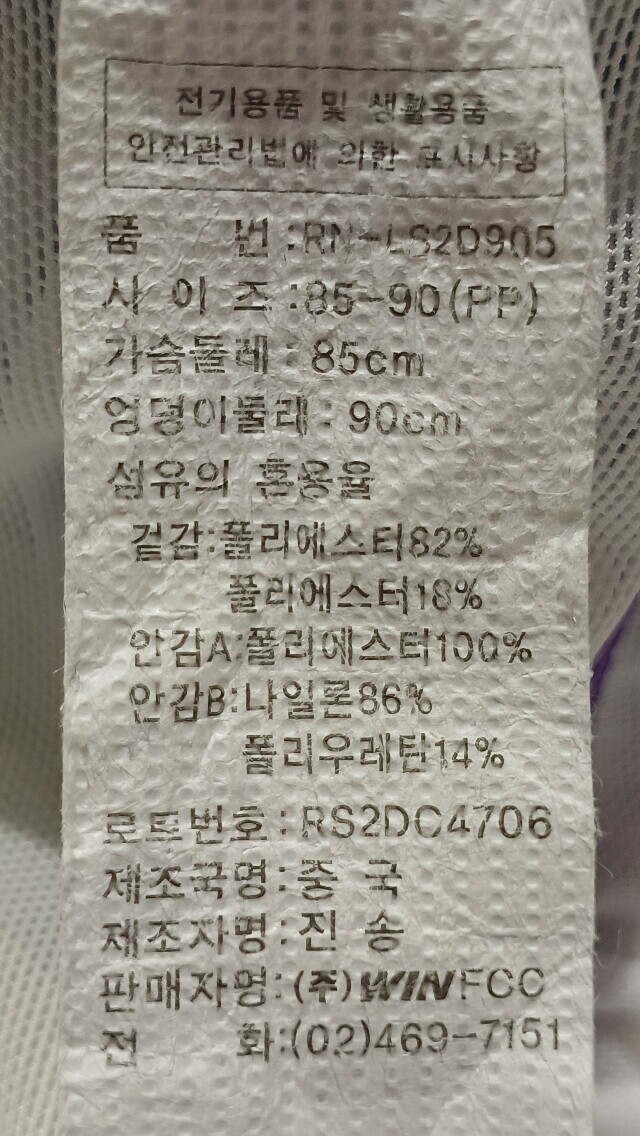 전기용품 및 생활용품
안전관리법에 의한 표시사항
품 번:RN-LS2D905
사 이 즈:85-90(PP)
가슴둘레: 85cm
엉덩이둘레: 90cm
섬유의 혼용율
겉감:폴리에스터82%
폴리에스터18%
안감A:폴리에스터100%
안감B:나일론86%
폴리우레탄14%
로트번호:RS2DC4706
제조국명:중 국
제조자명:진 송
판매자명:(주)WINFCC
전 화:(02)469-7151